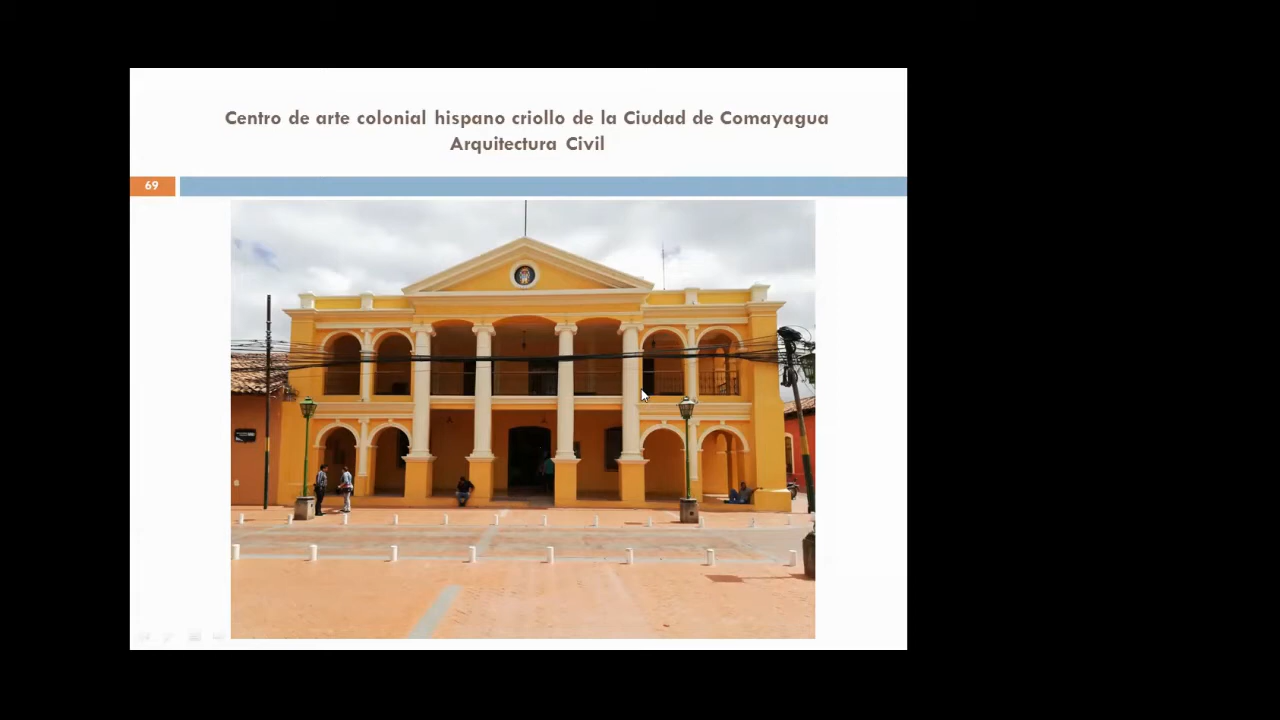 Centro de arte colonial hispano criollo de la Ciudad de Comayagua
Arquitectura Civil
69